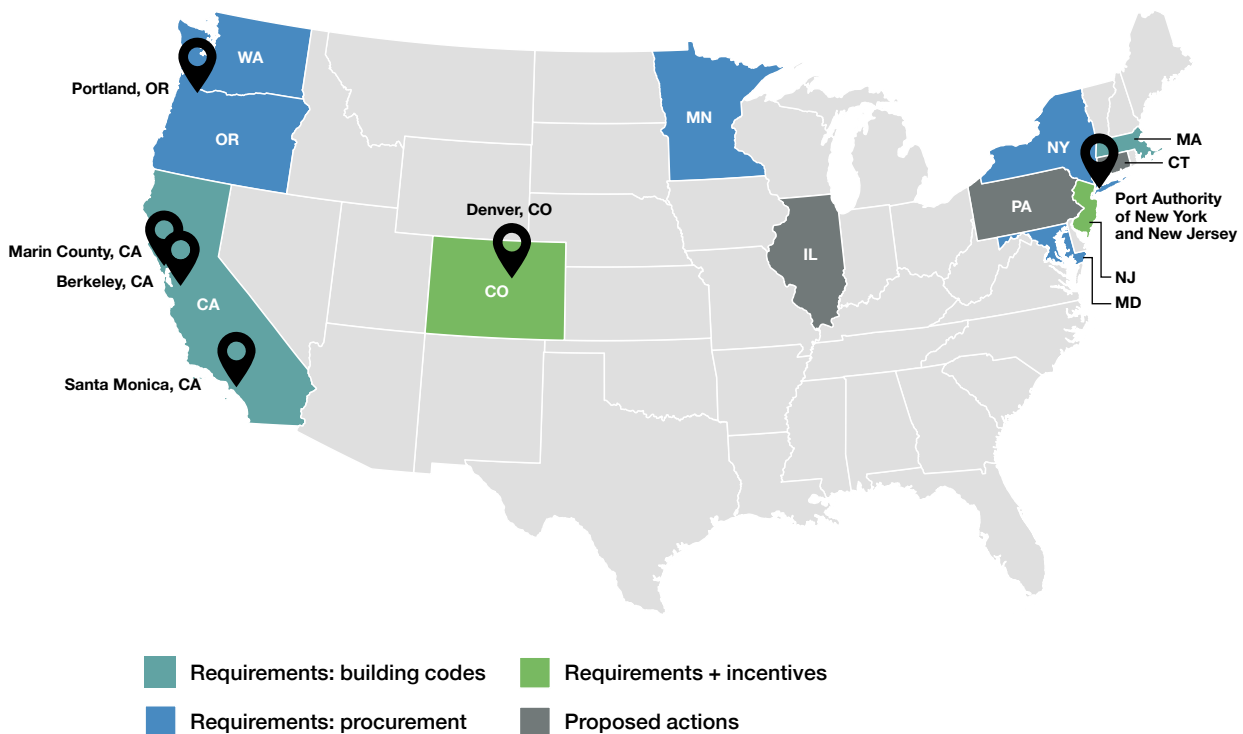 WA
Portland, OR
OR
MN
NY
MA
CT
Port Authority
of New York
and New Jersey
PA
Denver, CO
Marin County, CA
Berkeley, CA
IL
NJ
CO
MD
CA
Santa Monica, CA
Requirements: building codes
Requirements + incentives
Requirements: procurement
Proposed actions